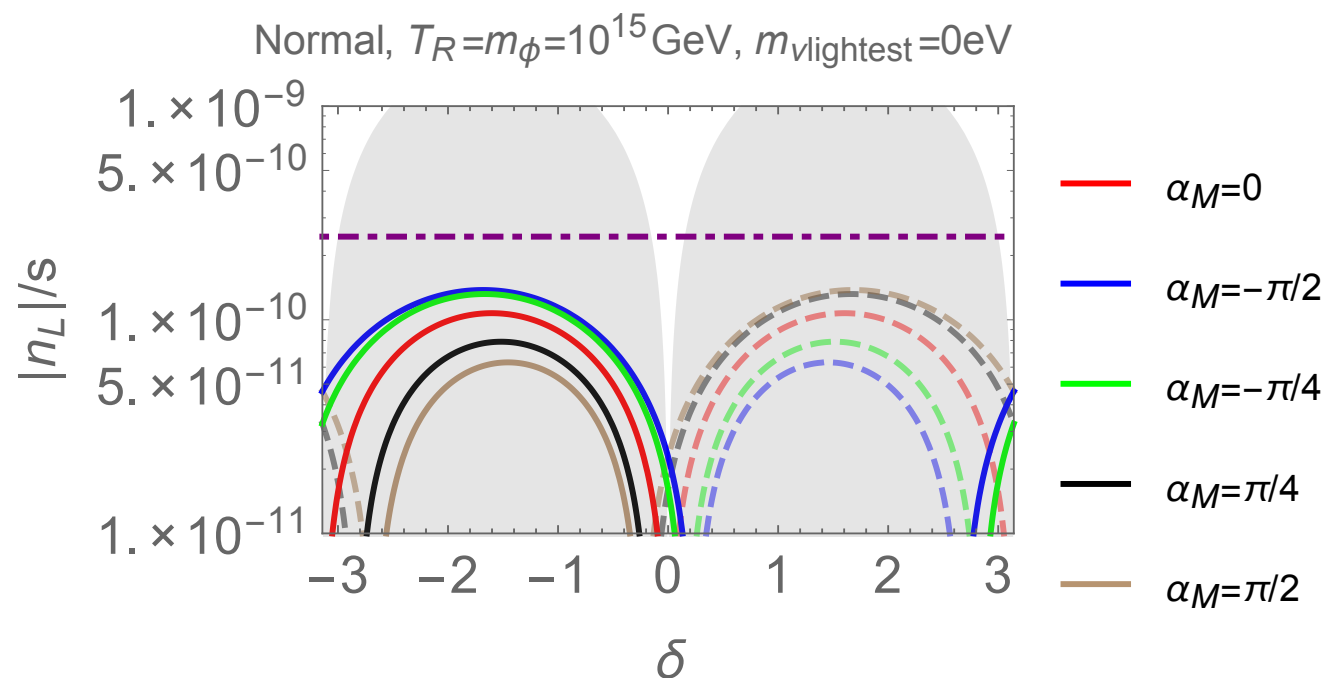 Normal, T_R=m_ϕ=10^15GeV, m_νlightest=0eV
|n_L|/s
1.×10^−9
5.×10^−10
1.×10^−10
5.×10^−11
1.×10^−11
−3 −2 −1 0 1 2 3
δ
α_M=0
α_M=−π/2
α_M=−π/4
α_M=π/4
α_M=π/2